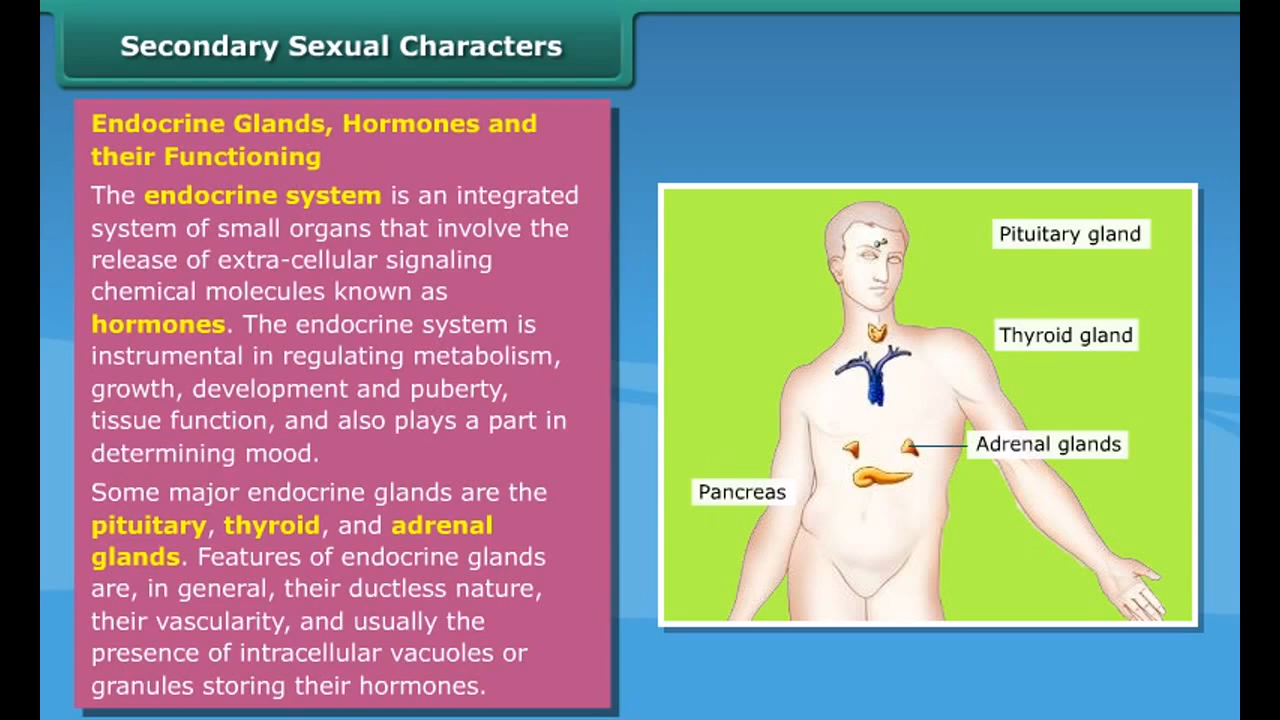 Secondary Sexual Characters
Endocrine Glands, Hormones and
their Functioning
The endocrine system is an integrated
system of small organs that involve the
release of extra-cellular signaling
chemical molecules known as
hormones. The endocrine system is
instrumental in regulating metabolism,
growth, development and puberty,
tissue function, and also plays a part in
determining mood.
Some major endocrine glands are the
pituitary, thyroid, and adrenal
glands. Features of endocrine glands
are, in general, their ductless nature,
their vascularity, and usually the
presence of intracellular vacuoles or
granules storing their hormones.
Pituitary gland
Thyroid gland
Adrenal glands
Pancreas